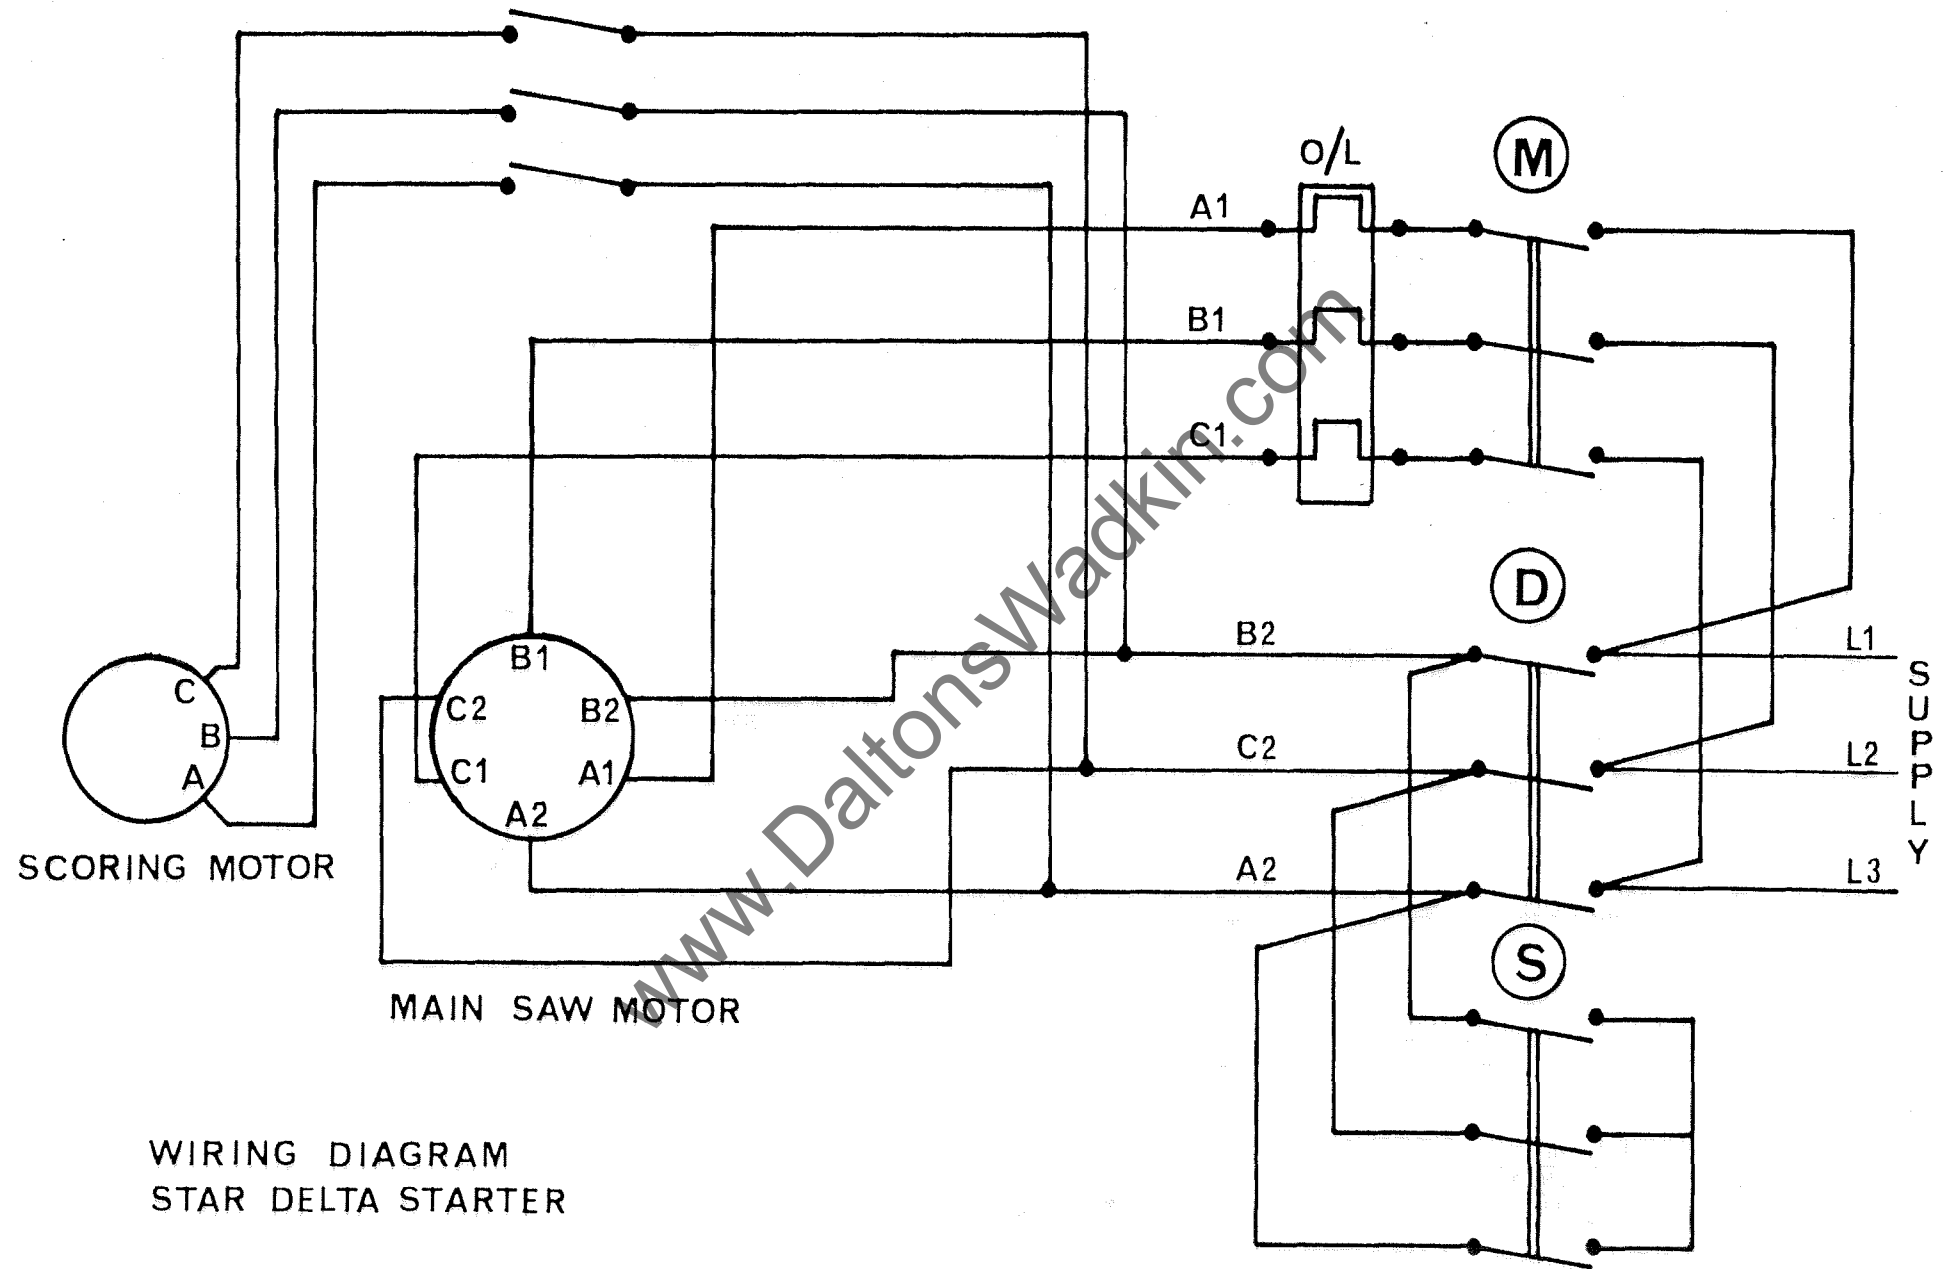 O/L
M
A1
B1
C1
D
B2
L1
C2
L2
A2
L3
SUPPLY
S
C
B
A
SCORING MOTOR
B1
C2
B2
C1
A1
A2
MAIN SAW MOTOR
www.DaltonsWadkin.com
WIRING DIAGRAM
STAR DELTA STARTER